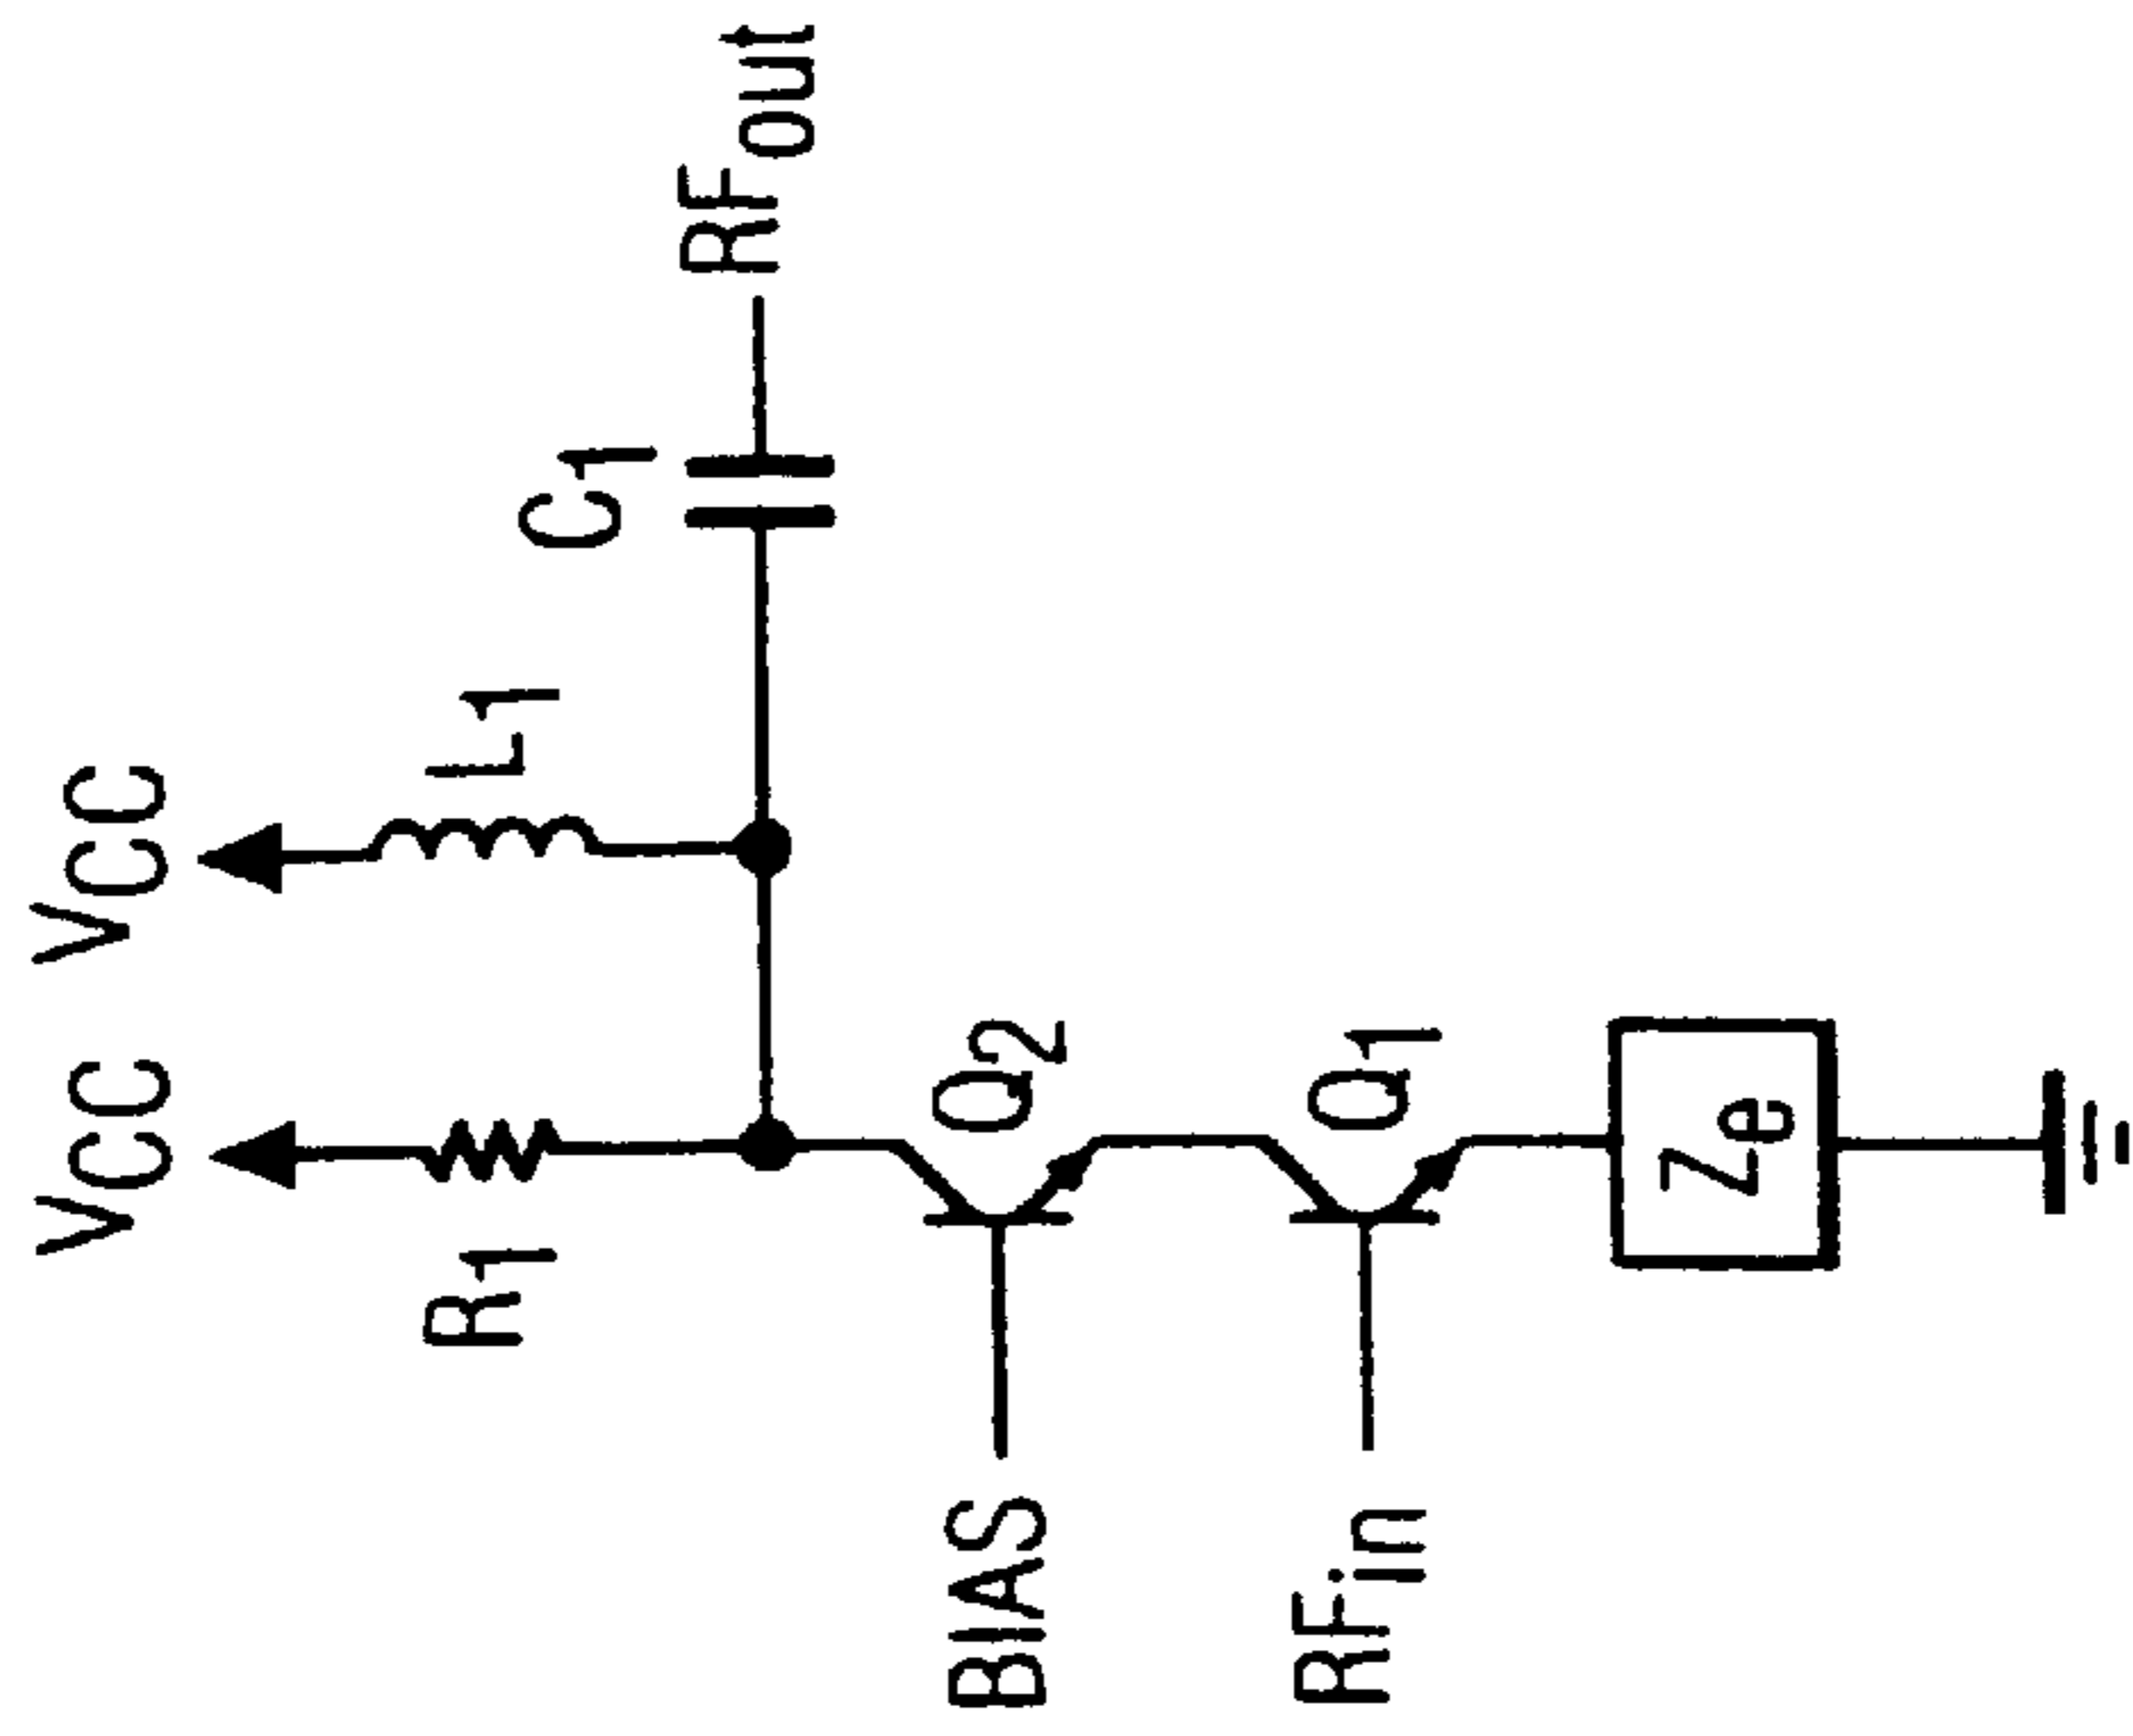 Vcc
Vcc
R1
L1
C1
RFout
Q2
BIAS
Q1
RFin
Ze